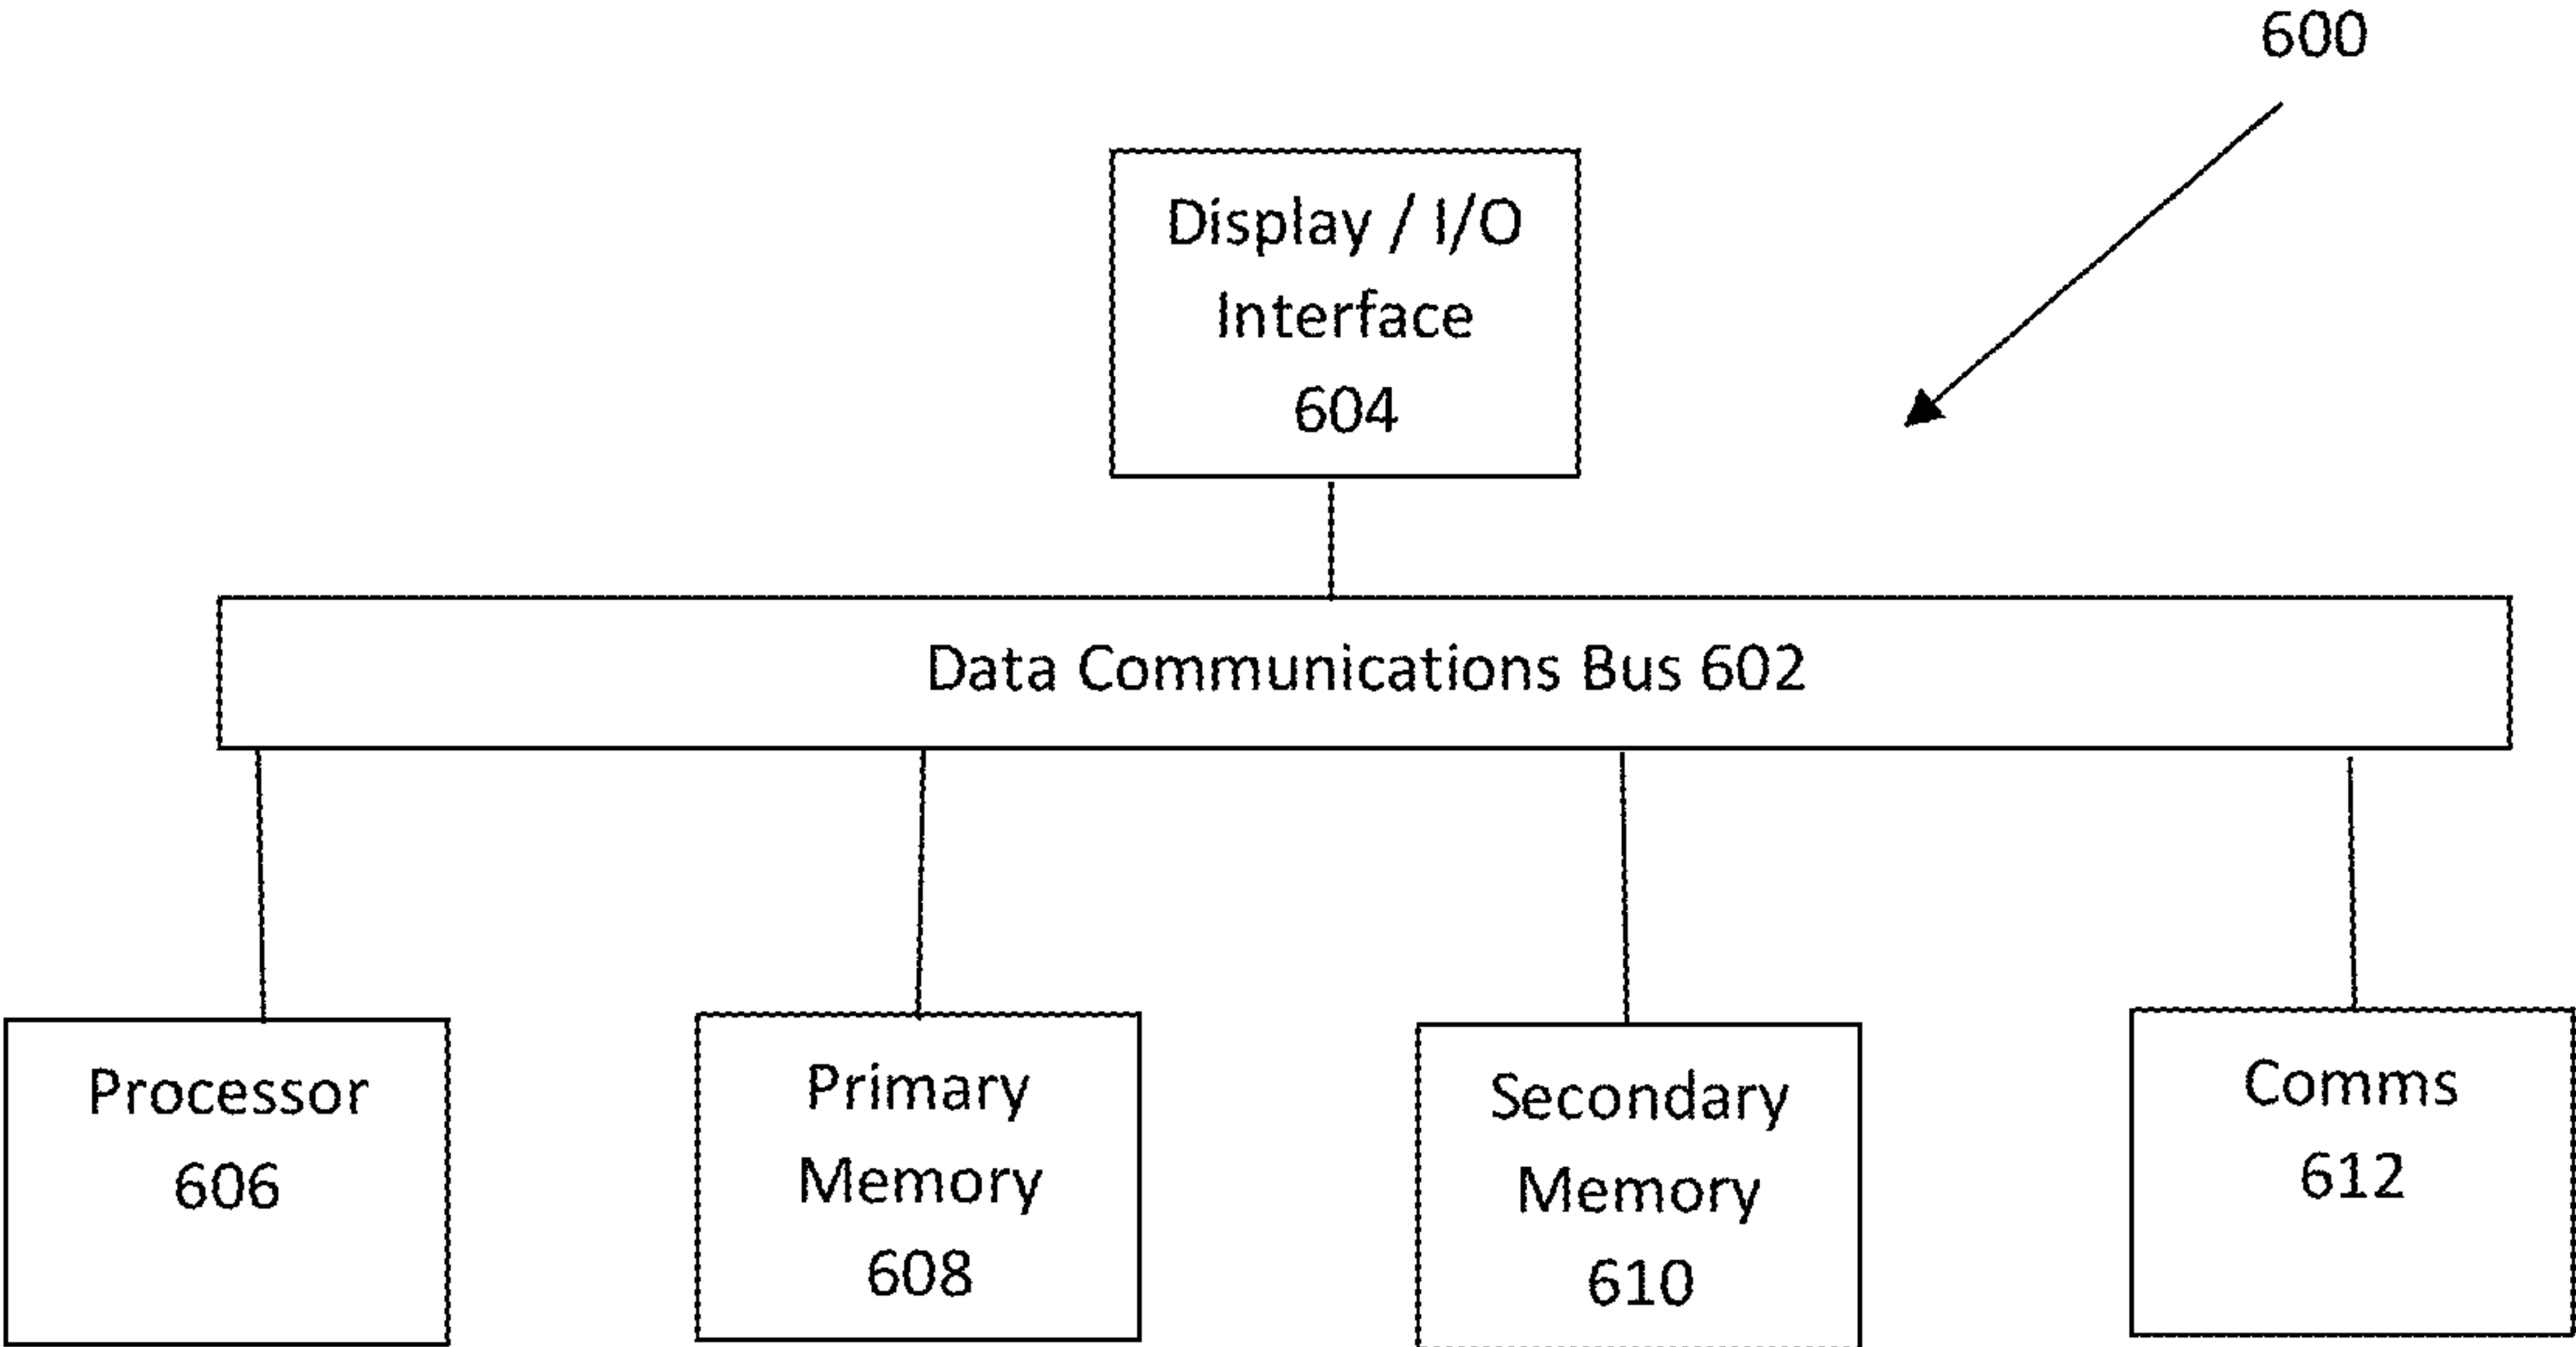 600
Display / I/O
Interface
604
Data Communications Bus 602
Processor
606
Primary
Memory
608
Secondary
Memory
610
Comms
612